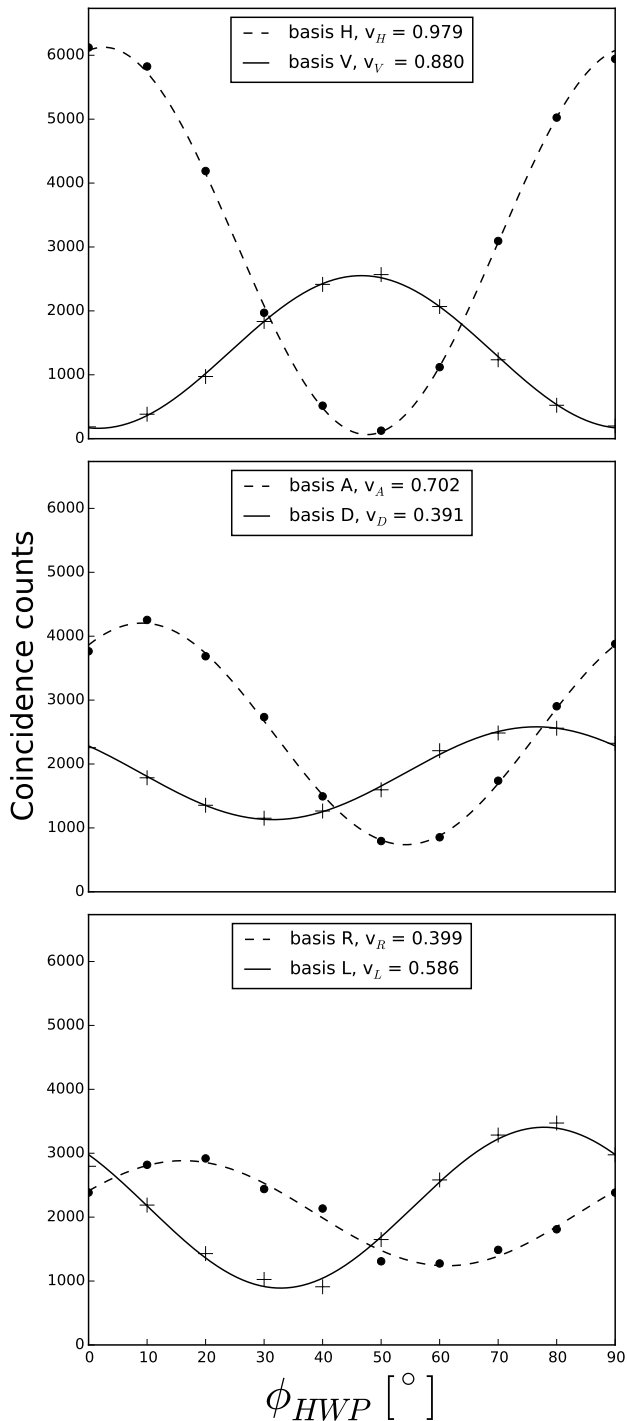 basis H, v_H = 0.979
basis V, v_V = 0.880
6000
5000
4000
3000
2000
1000
0
basis A, v_A = 0.702
basis D, v_D = 0.391
6000
5000
4000
3000
2000
1000
0
Coincidence counts
basis R, v_R = 0.399
basis L, v_L = 0.586
6000
5000
4000
3000
2000
1000
0
0 10 20 30 40 50 60 70 80 90
ϕ_HWP [°]